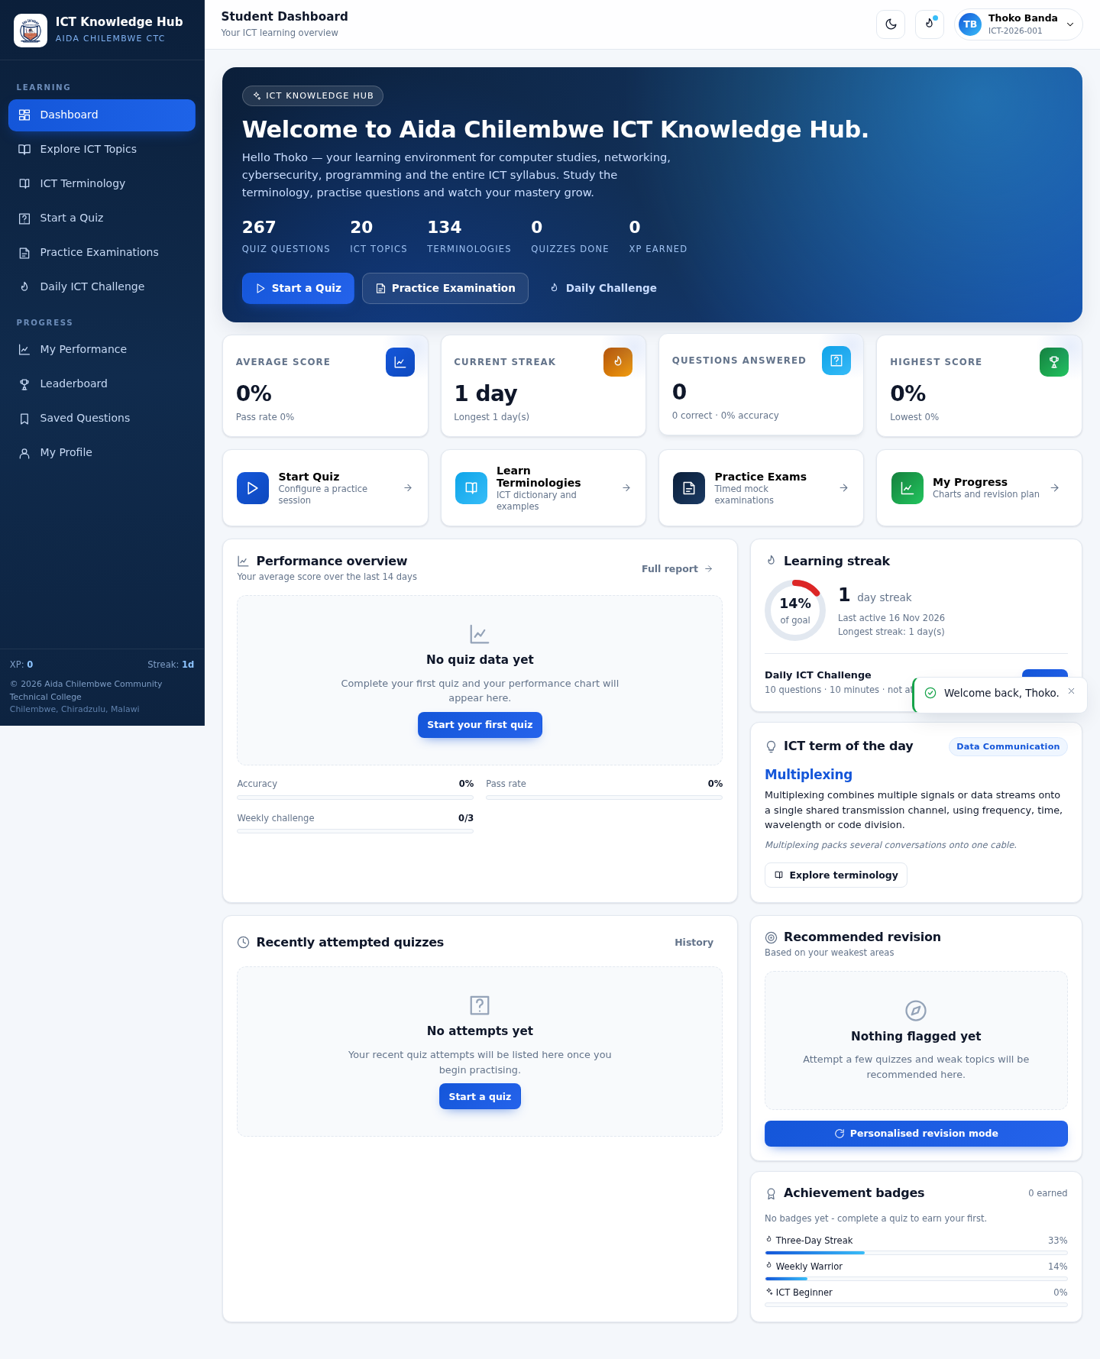 ICT Knowledge Hub
AIDA CHILEMBWE CTC
LEARNING
Dashboard
Explore ICT Topics
ICT Terminology
Start a Quiz
Practice Examinations
Daily ICT Challenge
PROGRESS
My Performance
Leaderboard
Saved Questions
My Profile
XP: 0
Streak: 1d
© 2026 Aida Chilembwe Community
Technical College
Chilembwe, Chiradzulu, Malawi
Student Dashboard
Your ICT learning overview
TB
Thoko Banda
ICT-2026-001
ICT KNOWLEDGE HUB
Welcome to Aida Chilembwe ICT Knowledge Hub.
Hello Thoko — your learning environment for computer studies, networking,
cybersecurity, programming and the entire ICT syllabus. Study the
terminology, practise questions and watch your mastery grow.
267
QUIZ QUESTIONS
20
ICT TOPICS
134
TERMINOLOGIES
0
QUIZZES DONE
0
XP EARNED
Start a Quiz
Practice Examination
Daily Challenge
AVERAGE SCORE
0%
Pass rate 0%
CURRENT STREAK
1 day
Longest 1 day(s)
QUESTIONS ANSWERED
0
0 correct · 0% accuracy
HIGHEST SCORE
0%
Lowest 0%
Start Quiz
Configure a practice
session
Learn
Terminologies
ICT dictionary and
examples
Practice Exams
Timed mock
examinations
My Progress
Charts and revision plan
Performance overview
Your average score over the last 14 days
Full report
No quiz data yet
Complete your first quiz and your performance chart will
appear here.
Start your first quiz
Accuracy
0%
Pass rate
0%
Weekly challenge
0/3
Learning streak
14%
of goal
1 day streak
Last active 16 Nov 2026
Longest streak: 1 day(s)
Daily ICT Challenge
10 questions · 10 minutes · not
Welcome back, Thoko.
ICT term of the day
Data Communication
Multiplexing
Multiplexing combines multiple signals or data streams onto
a single shared transmission channel, using frequency, time,
wavelength or code division.
Multiplexing packs several conversations onto one cable.
Explore terminology
Recently attempted quizzes
History
No attempts yet
Your recent quiz attempts will be listed here once you
begin practising.
Start a quiz
Recommended revision
Based on your weakest areas
Nothing flagged yet
Attempt a few quizzes and weak topics will be
recommended here.
Personalised revision mode
Achievement badges
0 earned
No badges yet - complete a quiz to earn your first.
Three-Day Streak
33%
Weekly Warrior
14%
ICT Beginner
0%